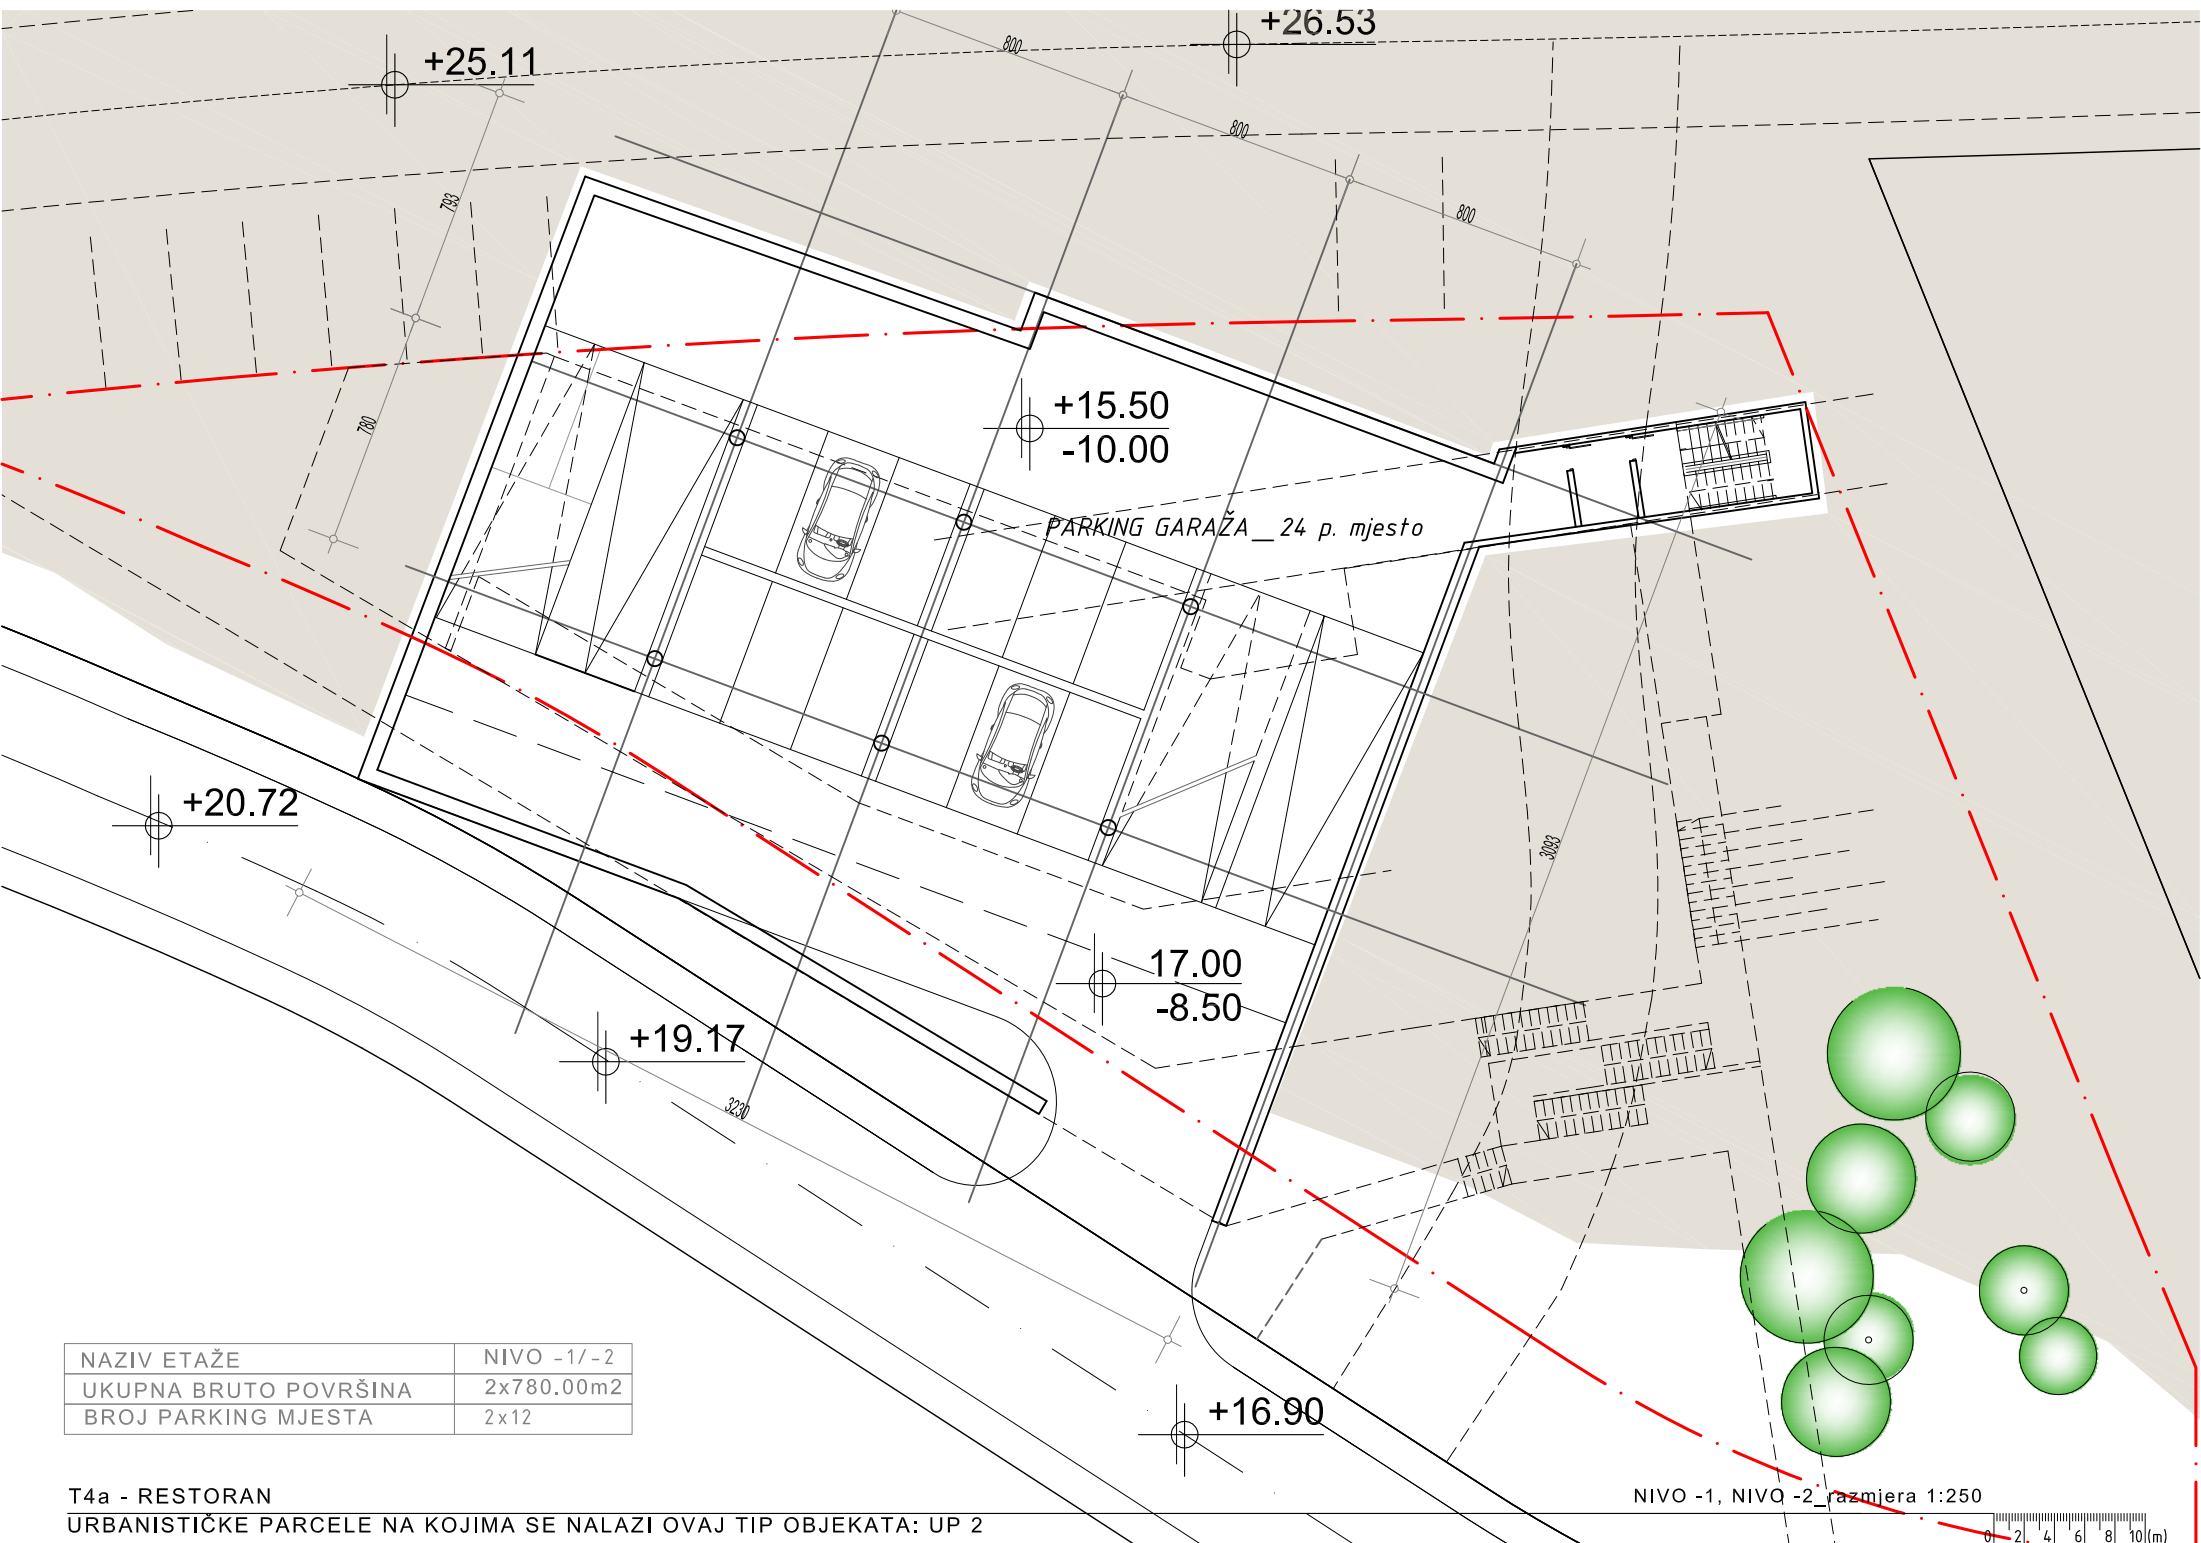 +26.53
+25.11
800
800
800
793
780
+15.50
-10.00
PARKING GARAŽA_ 24 p. mjesto
+20.72
3093
17.00
-8.50
+19.17
3230
+16.90
NAZIV ETAŽE NIVO -1/-2
UKUPNA BRUTO POVRŠINA 2x780.00m2
BROJ PARKING MJESTA 2x12
T4a - RESTORAN
NIVO -1, NIVO -2_razmjera 1:250
URBANISTIČKE PARCELE NA KOJIMA SE NALAZI OVAJ TIP OBJEKATA: UP 2
0 2 4 6 8 10(m)